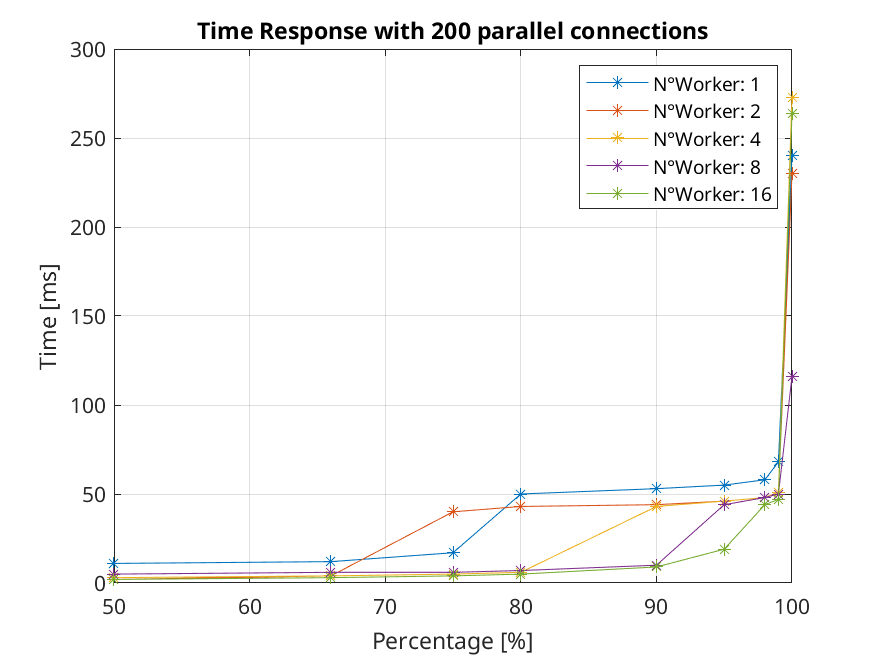 Time Response with 200 parallel connections
300
250
200
150
100
50
0
Time [ms]
N°Worker: 1
N°Worker: 2
N°Worker: 4
N°Worker: 8
N°Worker: 16
50 60 70 80 90 100
Percentage [%]